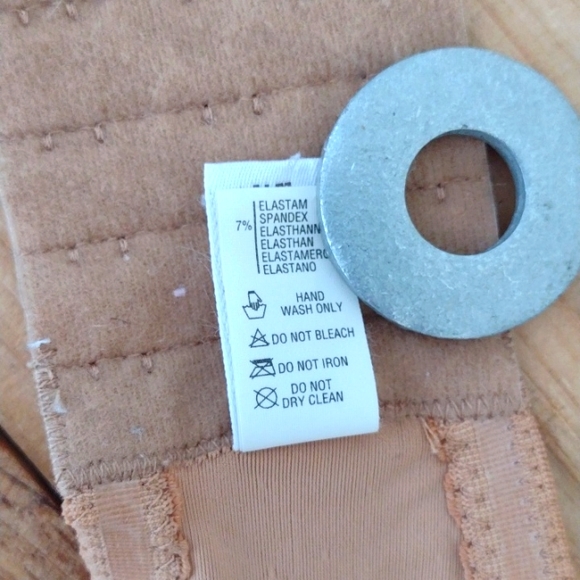 7%
ELASTAM
SPANDEX
ELASTHANN
ELASTHAN
ELASTAMERO
ELASTANO
HAND
WASH ONLY
DO NOT BLEACH
DO NOT IRON
DO NOT
DRY CLEAN